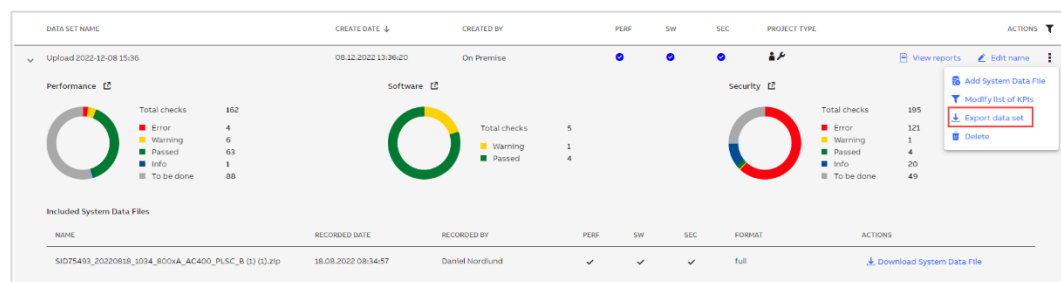 DATA SET NAME CREATE DATE ↓ CREATED BY PERF SW SEC PROJECT TYPE ACTIONS
Upload 2022-12-08 15:36 08.12.2022 13:36:20 On Premise View reports Edit name
Add System Data File
Modify list of KPIs
Export data set
Delete
Performance
Total checks 162
Error 4
Warning 6
Passed 63
Info 1
To be done 88
Software
Total checks 5
Warning 1
Passed 4
Security
Total checks 195
Error 121
Warning 1
Passed 4
Info 20
To be done 49
Included System Data Files
NAME RECORDED DATE RECORDED BY PERF SW SEC FORMAT ACTIONS
SID75493_20220818_1034_800xA_AC400_PLSC_B (1) (1).zip 18.08.2022 08:34:57 Daniel Nordlund full Download System Data File